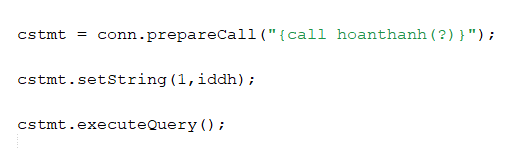 cstmt = conn.prepareCall("{call hoanthanh(?)}");
cstmt.setString(1,iddh);
cstmt.executeQuery();